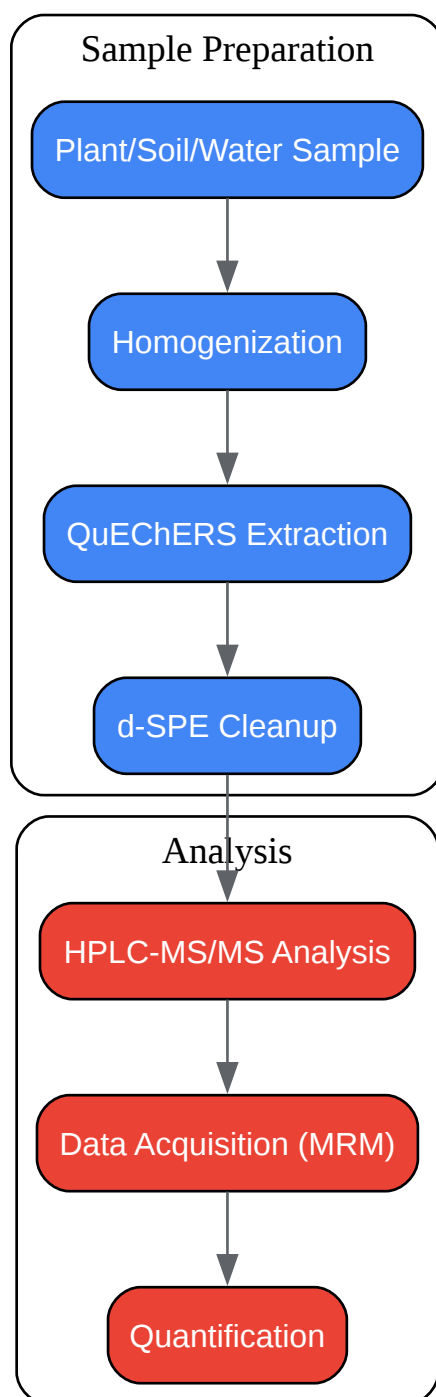 Sample Preparation
Plant/Soil/Water Sample
Homogenization
QuEChERS Extraction
d-SPE Cleanup
Analysis
HPLC-MS/MS Analysis
Data Acquisition (MRM)
Quantification